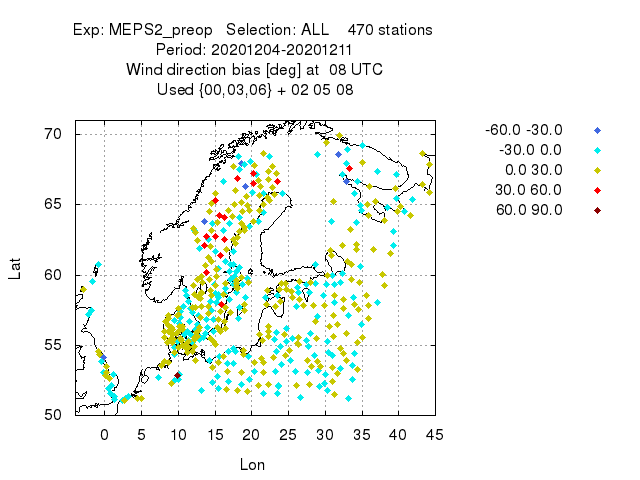 Exp: MEPS2_preop   Selection: ALL    470 stations
Period: 20201204-20201211
Wind direction bias [deg] at  08 UTC
Used {00,03,06} + 02 05 08
-60.0 -30.0
-30.0 0.0
0.0 30.0
30.0 60.0
60.0 90.0
70
65
60
55
50
Lat
0 5 10 15 20 25 30 35 40 45
Lon